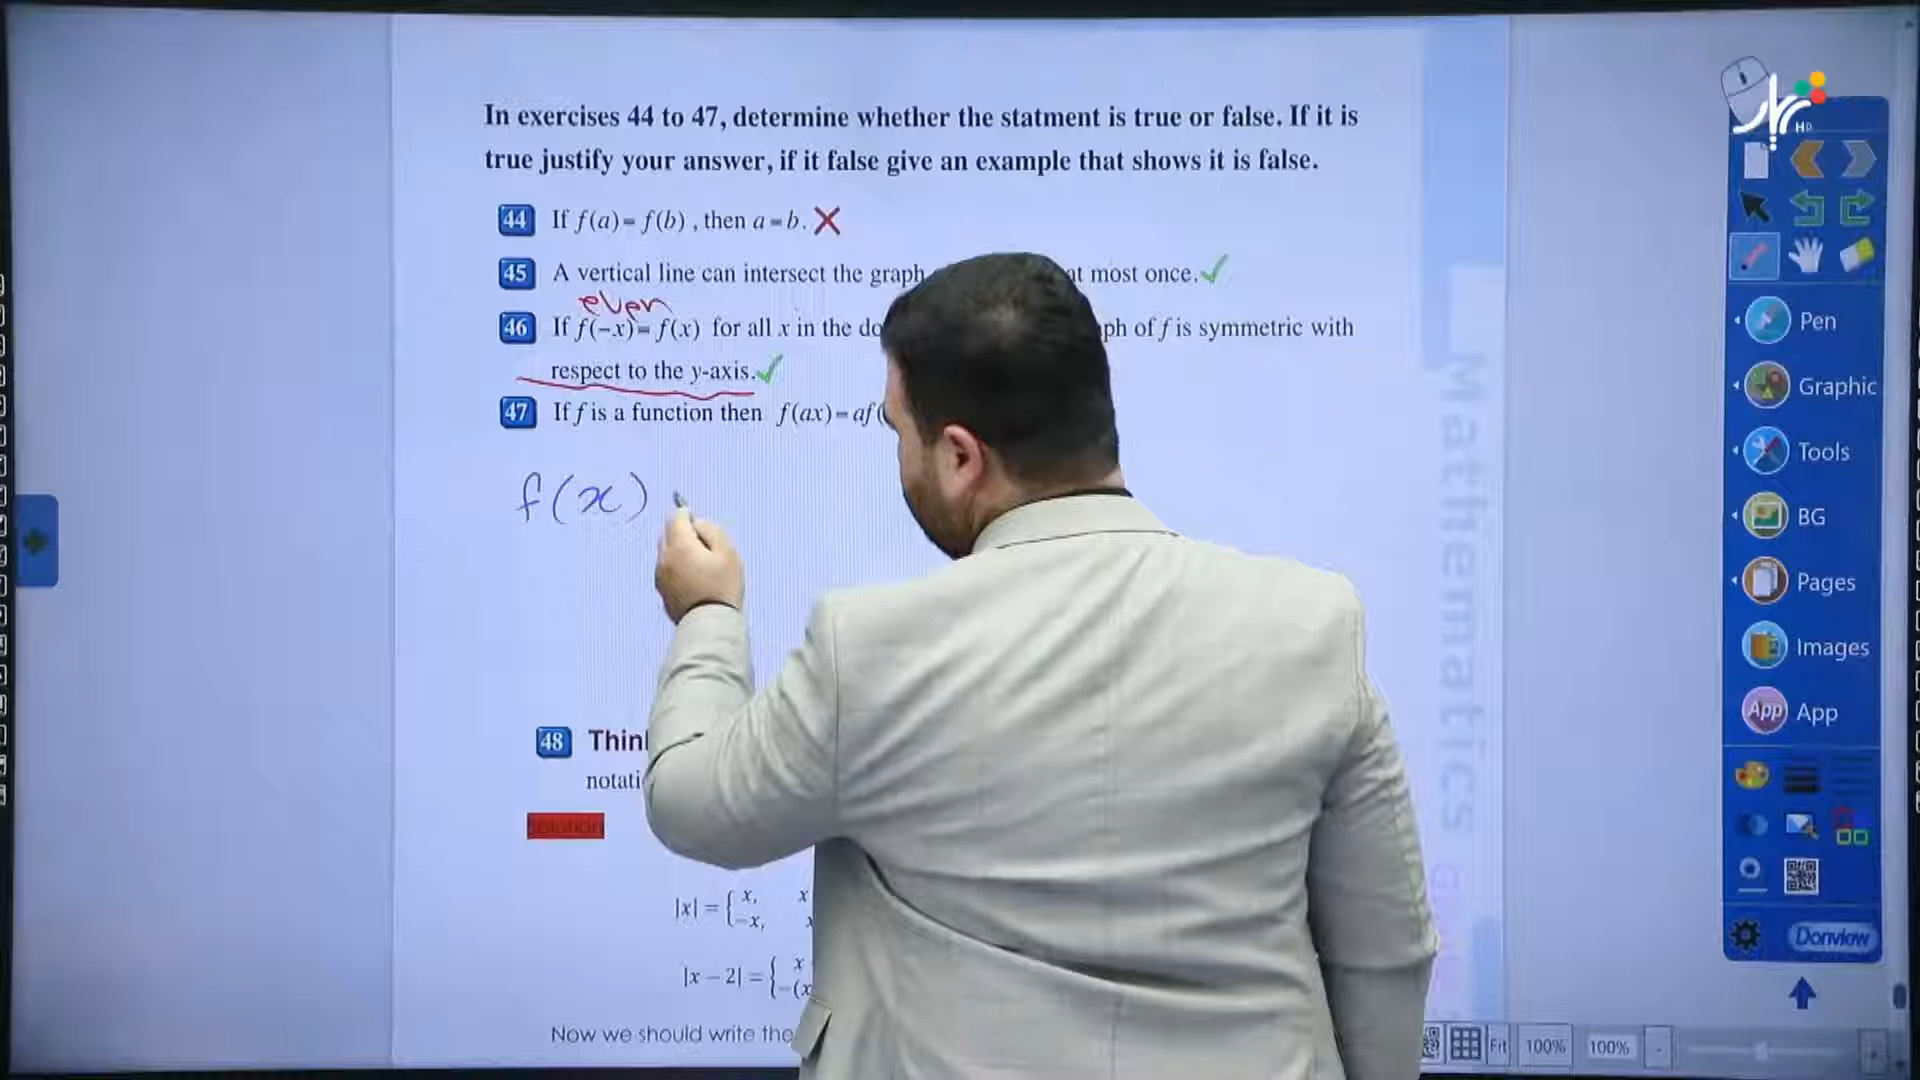 In exercises 44 to 47, determine whether the statment is true or false. If it is
true justify your answer, if it false give an example that shows it is false.
44 If f(a) = f(b) , then a = b.
45 A vertical line can intersect the graph at most once.
even
46 If f(-x) = f(x) for all x in the ph of f is symmetric with
respect to the y-axis.
47 If f is a function then f(ax) = af(
f(x)
48
notati
Solution
|x| = { x, x
-x,
|x - 2| = { x
-(x
Now we should write the
Mathematics
HD
Pen
Graphic
Tools
BG
Pages
Images
App App
Donview
Fit 100% 100%